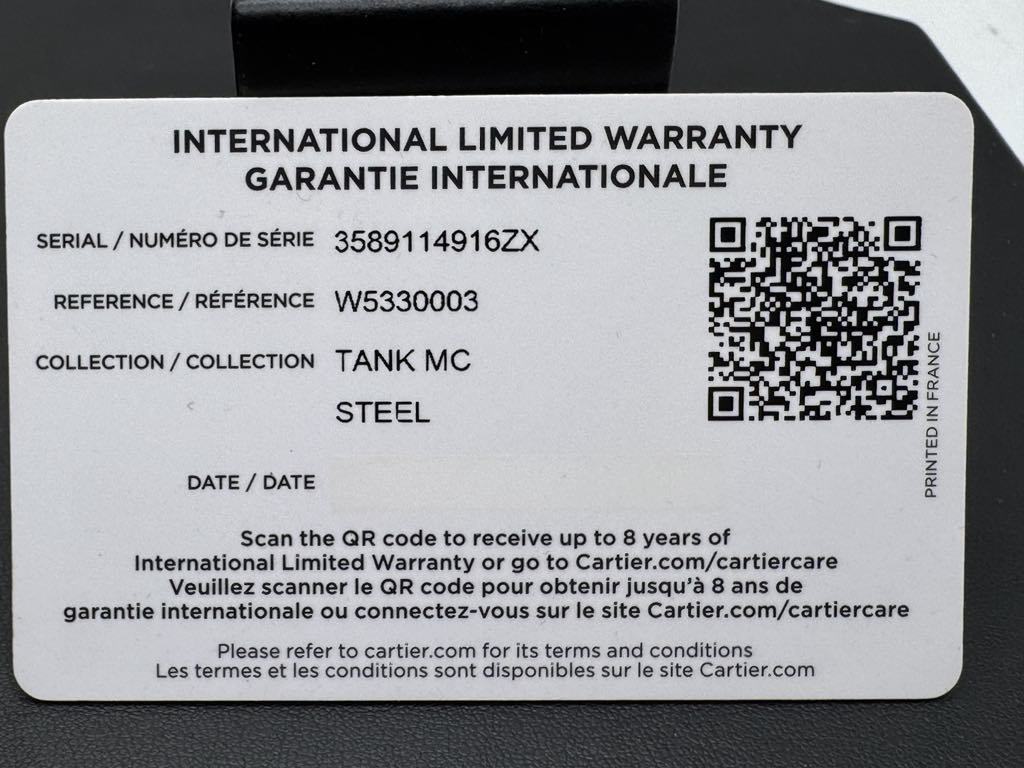 INTERNATIONAL LIMITED WARRANTY
GARANTIE INTERNATIONALE
SERIAL / NUMÉRO DE SÉRIE 3589114916ZX
REFERENCE / RÉFÉRENCE W5330003
COLLECTION / COLLECTION TANK MC
STEEL
DATE / DATE
PRINTED IN FRANCE
Scan the QR code to receive up to 8 years of
International Limited Warranty or go to Cartier.com/cartiercare
Veuillez scanner le QR code pour obtenir jusqu'à 8 ans de
garantie internationale ou connectez-vous sur le site Cartier.com/cartiercare
Please refer to cartier.com for its terms and conditions
Les termes et les conditions sont disponibles sur le site Cartier.com